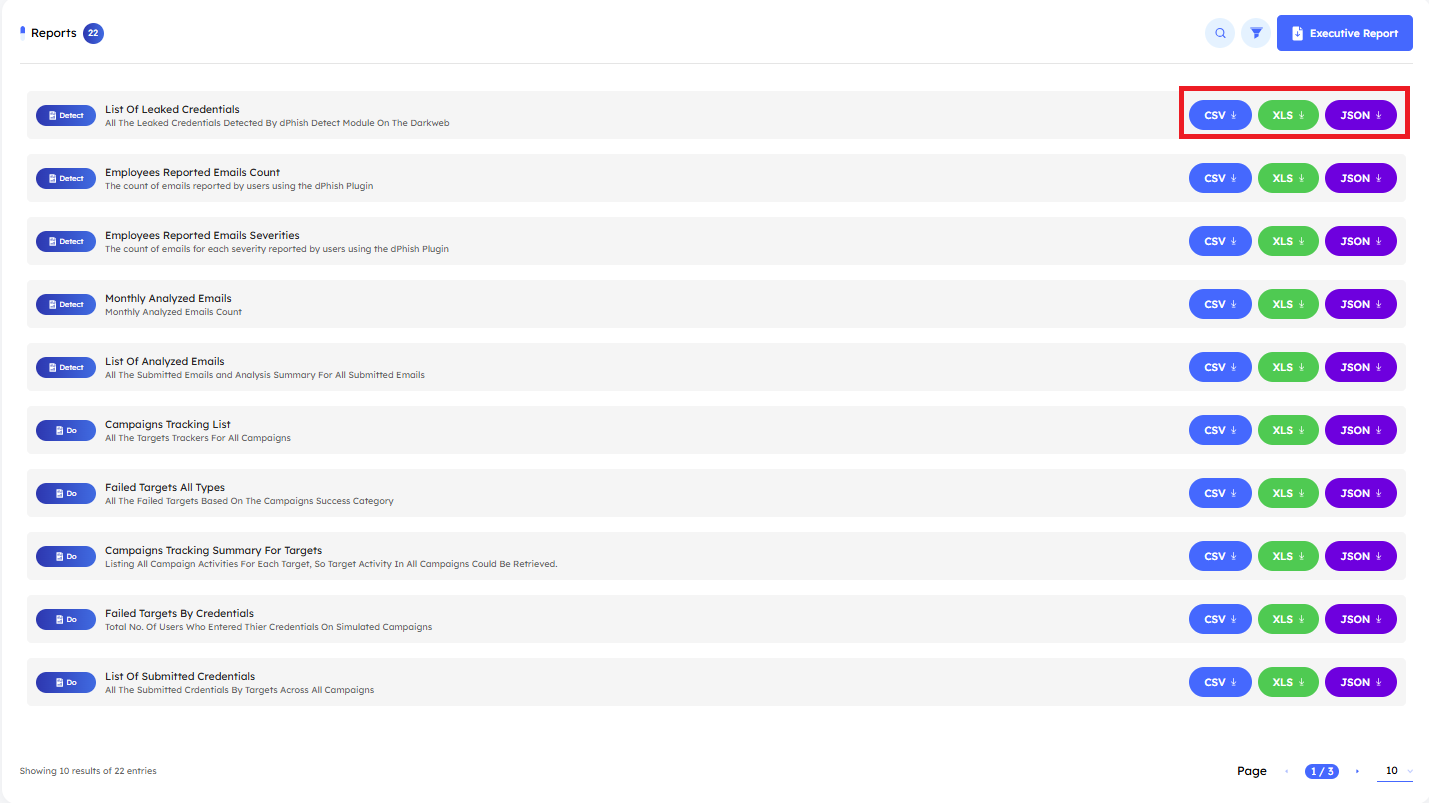 Reports 22
Executive Report
Detect
List Of Leaked Credentials
All The Leaked Credentials Detected By dPhish Detect Module On The Darkweb
CSV XLS JSON
Detect
Employees Reported Emails Count
The count of emails reported by users using the dPhish Plugin
CSV XLS JSON
Detect
Employees Reported Emails Severities
The count of emails for each severity reported by users using the dPhish Plugin
CSV XLS JSON
Detect
Monthly Analyzed Emails
Monthly Analyzed Emails Count
CSV XLS JSON
Detect
List Of Analyzed Emails
All The Submitted Emails and Analysis Summary For All Submitted Emails
CSV XLS JSON
Do
Campaigns Tracking List
All The Targets Trackers For All Campaigns
CSV XLS JSON
Do
Failed Targets All Types
All The Failed Targets Based On The Campaigns Success Category
CSV XLS JSON
Do
Campaigns Tracking Summary For Targets
Listing All Campaign Activities For Each Target, So Target Activity In All Campaigns Could Be Retrieved.
CSV XLS JSON
Do
Failed Targets By Credentials
Total No. Of Users Who Entered Thier Credentials On Simulated Campaigns
CSV XLS JSON
Do
List Of Submitted Credentials
All The Submitted Crdentials By Targets Across All Campaigns
CSV XLS JSON
Showing 10 results of 22 entries
Page 1 / 3 10